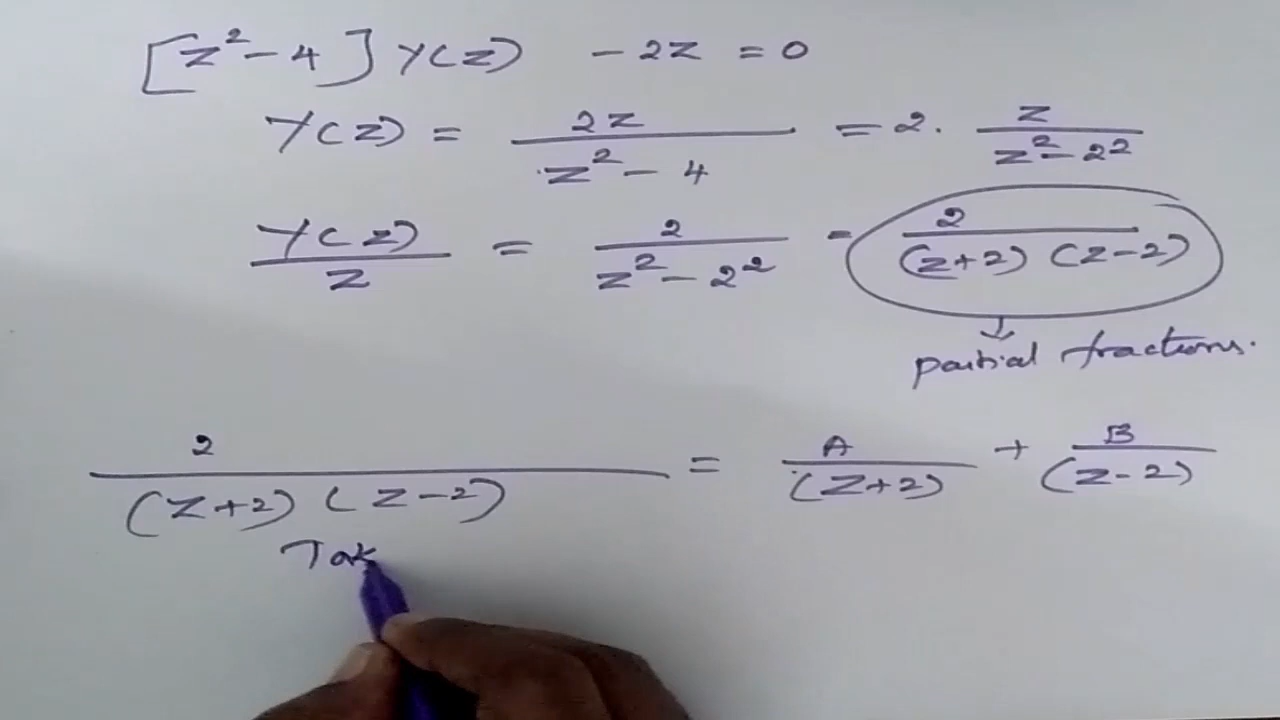 [z² - 4] Y(z) - 2z = 0
Y(z) = 2z / z² - 4 = 2. z / z² - 2²
Y(z) / z = 2 / z² - 2² = 2 / (z+2) (z-2)
↓
partial fractions.
2 / (z+2) (z-2) = A / (z+2) + B / (z-2)
Tak